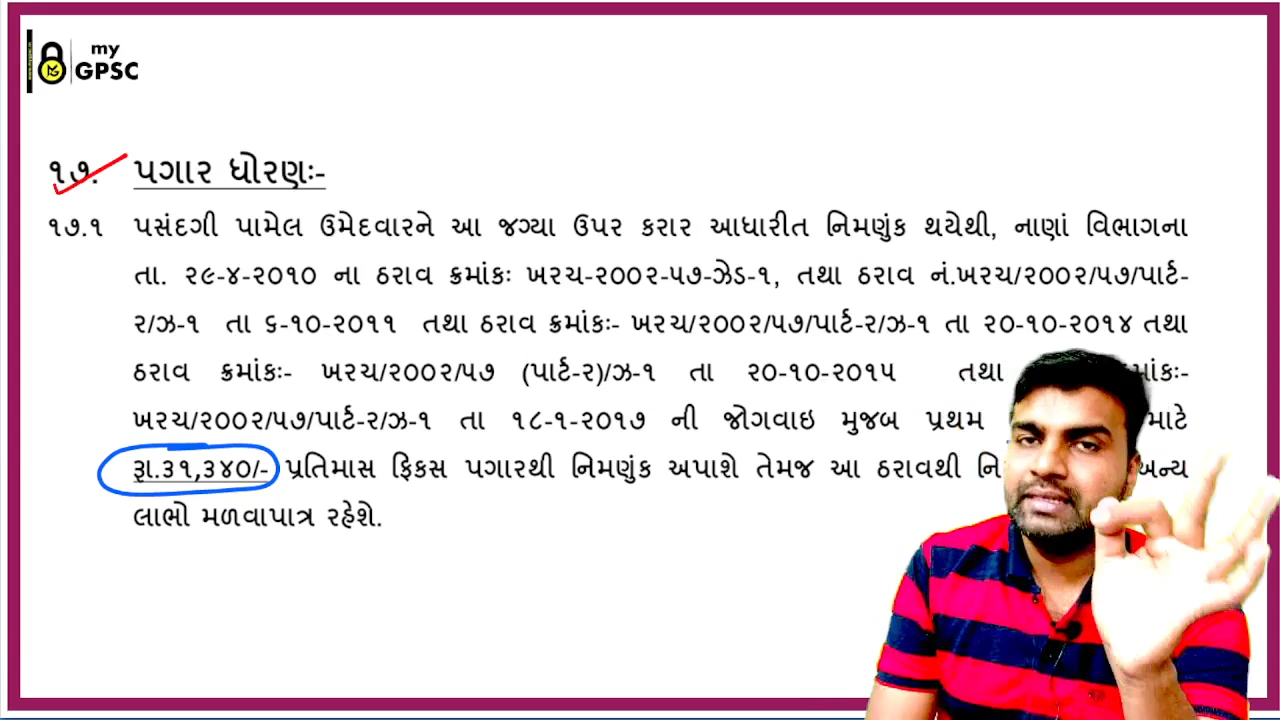 my
GPSC
૧૭. પગાર ધોરણઃ-
૧૭.૧ પસંદગી પામેલ ઉમેદવારને આ જગ્યા ઉપર કરાર આધારીત નિમણુંક થયેથી, નાણાં વિભાગના
તા. ૨૯-૪-૨૦૧૦ ના ઠરાવ ક્રમાંકઃ ખરચ-૨૦૦૨-૫૭-ઝેડ-૧, તથા ઠરાવ નં.ખરચ/૨૦૦૨/૫૭/પાર્ટ-
૨/ઝ-૧ તા ૬-૧૦-૨૦૧૧ તથા ઠરાવ ક્રમાંકઃ- ખરચ/૨૦૦૨/૫૭/પાર્ટ-૨/ઝ-૧ તા ૨૦-૧૦-૨૦૧૪ તથા
ઠરાવ ક્રમાંકઃ- ખરચ/૨૦૦૨/૫૭ (પાર્ટ-૨)/ઝ-૧ તા ૨૦-૧૦-૨૦૧૫ તથા માંકઃ-
ખરચ/૨૦૦૨/૫૭/પાર્ટ-૨/ઝ-૧ તા ૧૮-૧-૨૦૧૭ ની જોગવાઇ મુજબ પ્રથમ માટે
રૂા.૩૧,૩૪૦/- પ્રતિમાસ ફિકસ પગારથી નિમણુંક અપાશે તેમજ આ ઠરાવથી અન્ય
લાભો મળવાપાત્ર રહેશે.